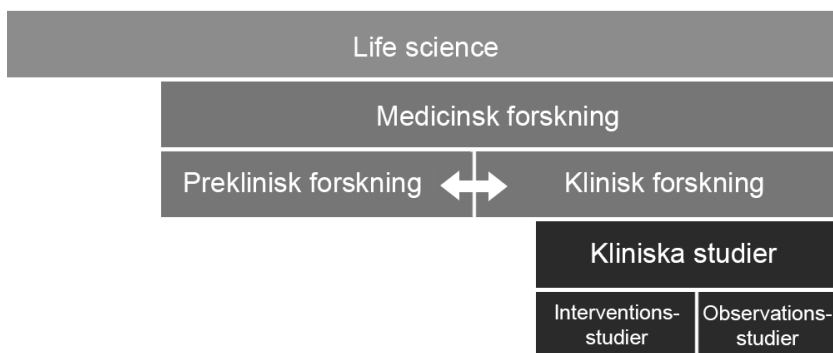 Life science
Medicinsk forskning
Preklinisk forskning
Klinisk forskning
Kliniska studier
Interventions-
studier
Observations-
studier